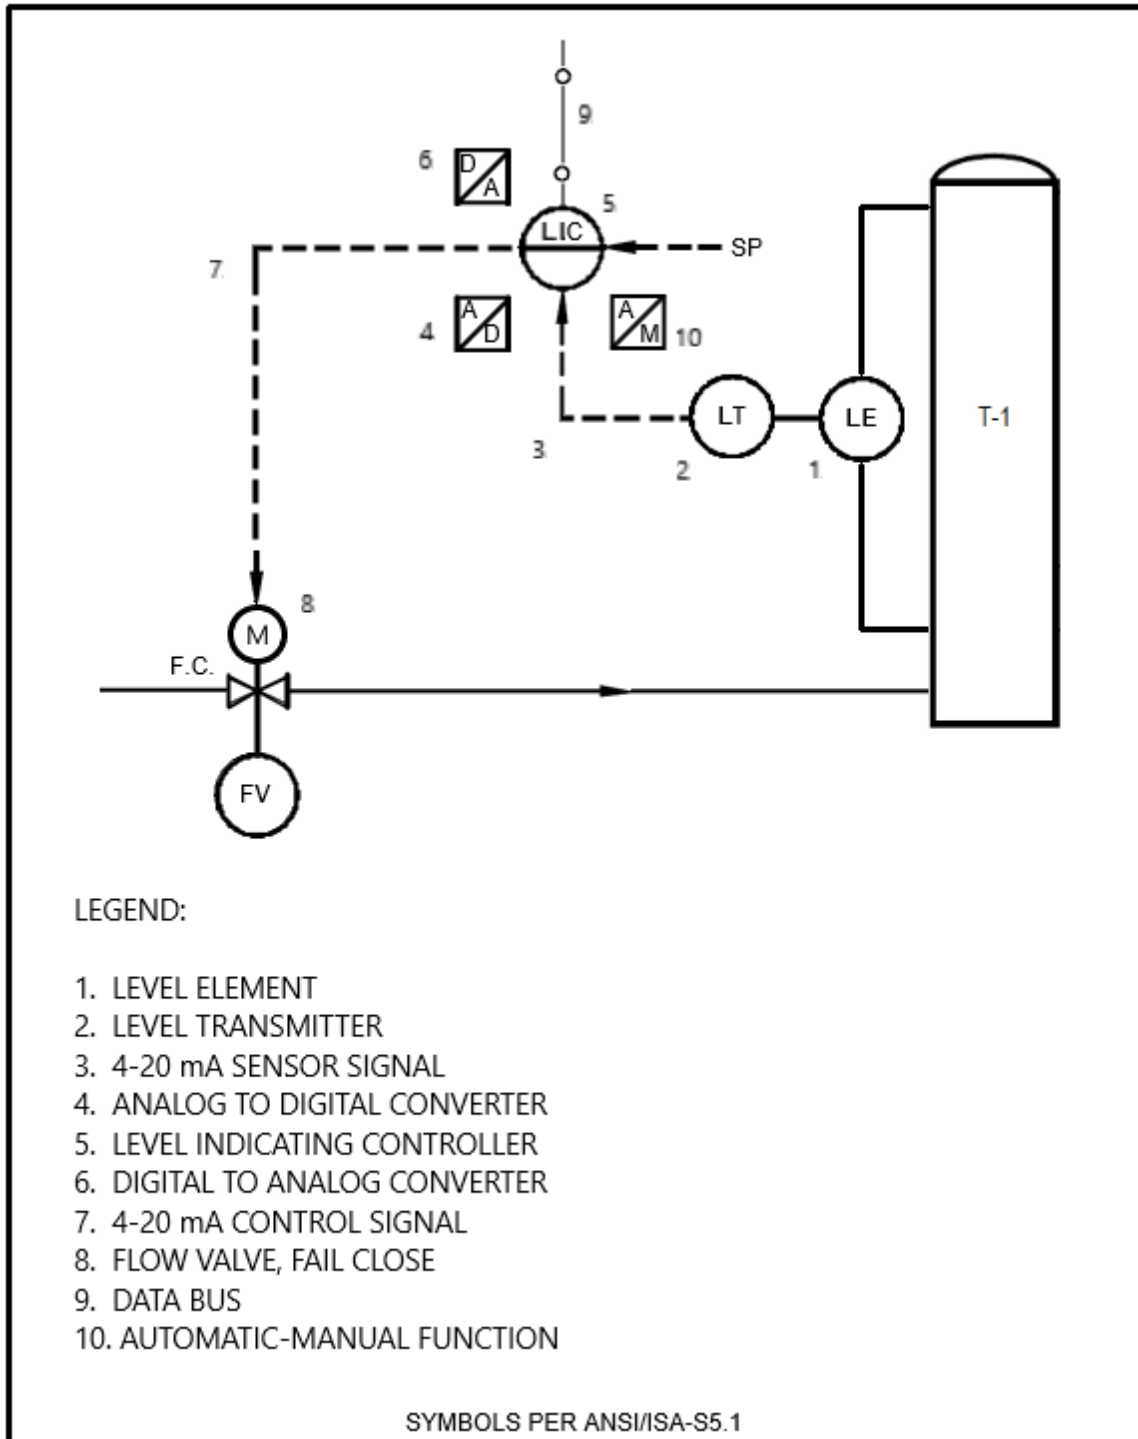 9
6
D
A
5
LIC
SP
7
4
A
D
A
M
10
LT
LE
T-1
3
2
1
8
M
F.C.
FV
LEGEND:
1. LEVEL ELEMENT
2. LEVEL TRANSMITTER
3. 4-20 mA SENSOR SIGNAL
4. ANALOG TO DIGITAL CONVERTER
5. LEVEL INDICATING CONTROLLER
6. DIGITAL TO ANALOG CONVERTER
7. 4-20 mA CONTROL SIGNAL
8. FLOW VALVE, FAIL CLOSE
9. DATA BUS
10. AUTOMATIC-MANUAL FUNCTION
SYMBOLS PER ANSI/ISA-S5.1